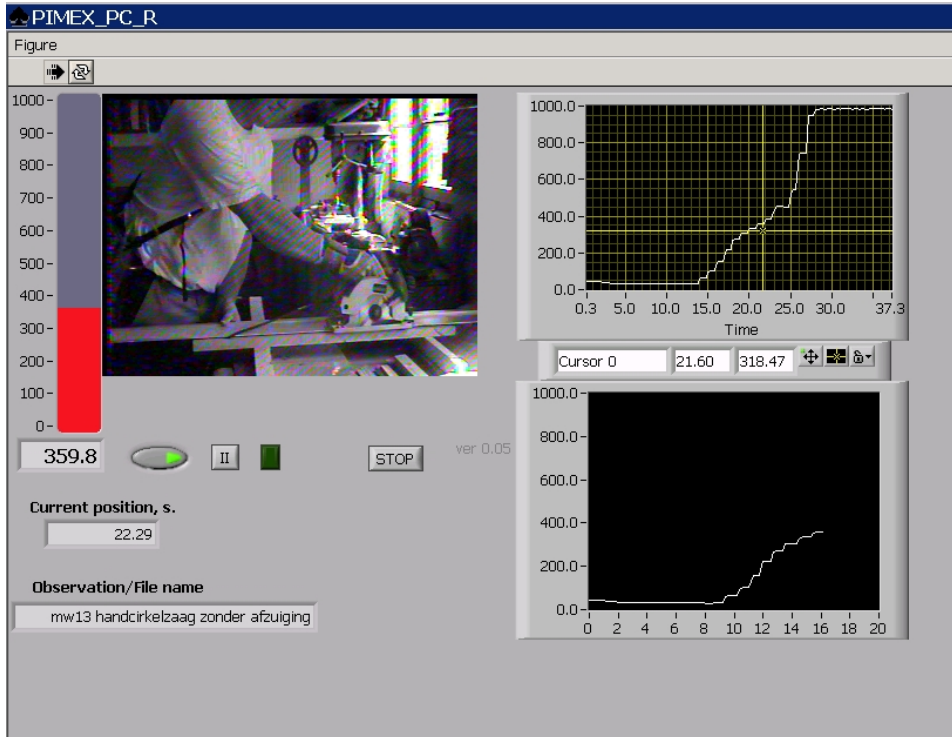 PIMEX_PC_R
Figure
1000
900
800
700
600
500
400
300
200
100
0
359.8
II
STOP
ver 0.05
Current position, s.
22.29
Observation/File name
mw13 handcirkelzaag zonder afzuiging
1000.0
800.0
600.0
400.0
200.0
0.0
0.3 5.0 10.0 15.0 20.0 25.0 30.0 37.3
Time
Cursor 0 21.60 318.47
1000.0
800.0
600.0
400.0
200.0
0.0
0 2 4 6 8 10 12 14 16 18 20